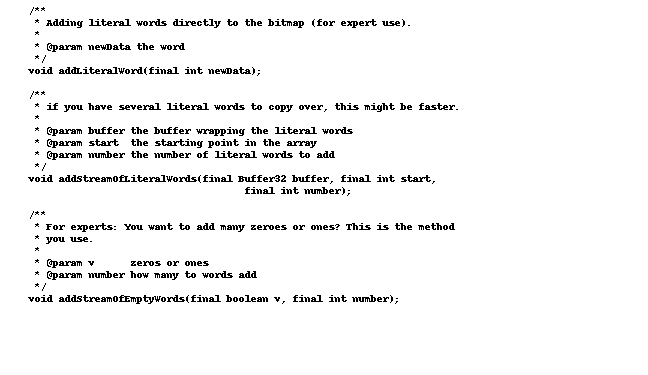 /**
 * Adding literal words directly to the bitmap (for expert use).
 *
 * @param newData the word
 */
void addLiteralWord(final int newData);

/**
 * if you have several literal words to copy over, this might be faster.
 *
 * @param buffer the buffer wrapping the literal words
 * @param start  the starting point in the array
 * @param number the number of literal words to add
 */
void addStreamOfLiteralWords(final Buffer32 buffer, final int start,
                                    final int number);

/**
 * For experts: You want to add many zeroes or ones? This is the method
 * you use.
 *
 * @param v      zeros or ones
 * @param number how many to words add
 */
void addStreamOfEmptyWords(final boolean v, final int number);